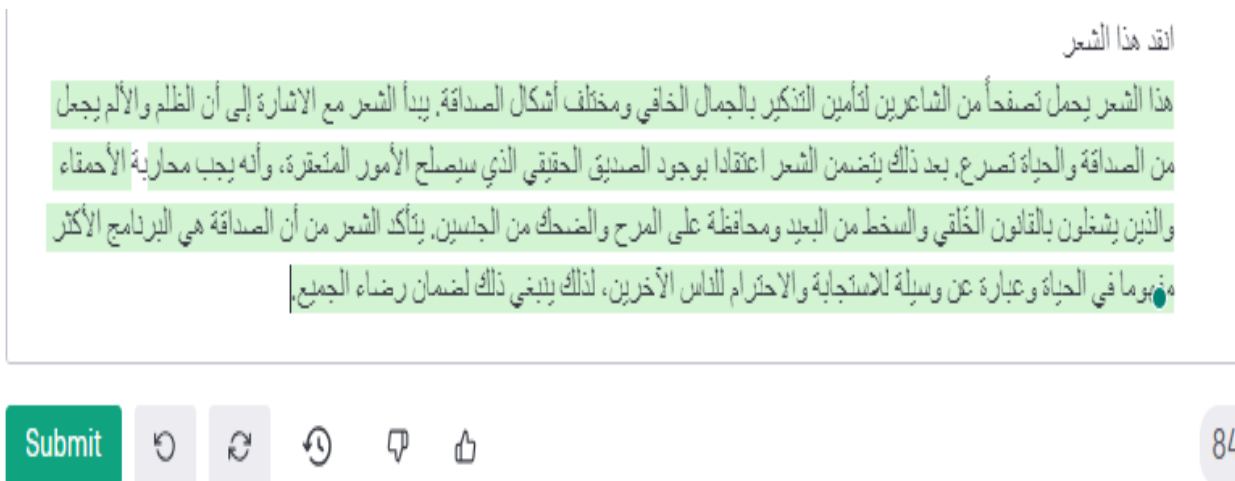 انقد هذا الشعر
هذا الشعر يحمل تصفحاً من الشاعرين لتأمين التذكير بالجمال الخافي ومختلف أشكال الصداقة. يبدأ الشعر مع الاشارة إلى أن الظلم والألم يجعل
من الصداقة والحياة تصرع. بعد ذلك يتضمن الشعر اعتقادا بوجود الصديق الحقيقي الذي سيصلح الأمور المتعقرة، وأنه يجب محاربة الأحمقاء
والذين يشغلون بالقانون الخُلقي والسخط من البعيد ومحافظة على المرح والضحك من الجنسين. يتأكد الشعر من أن الصداقة هي البرنامج الأكثر
مفهوما في الحياة وعبارة عن وسيلة للاستجابة والاحترام للناس الآخرين، لذلك ينبغي ذلك لضمان رضاء الجميع.
Submit
84